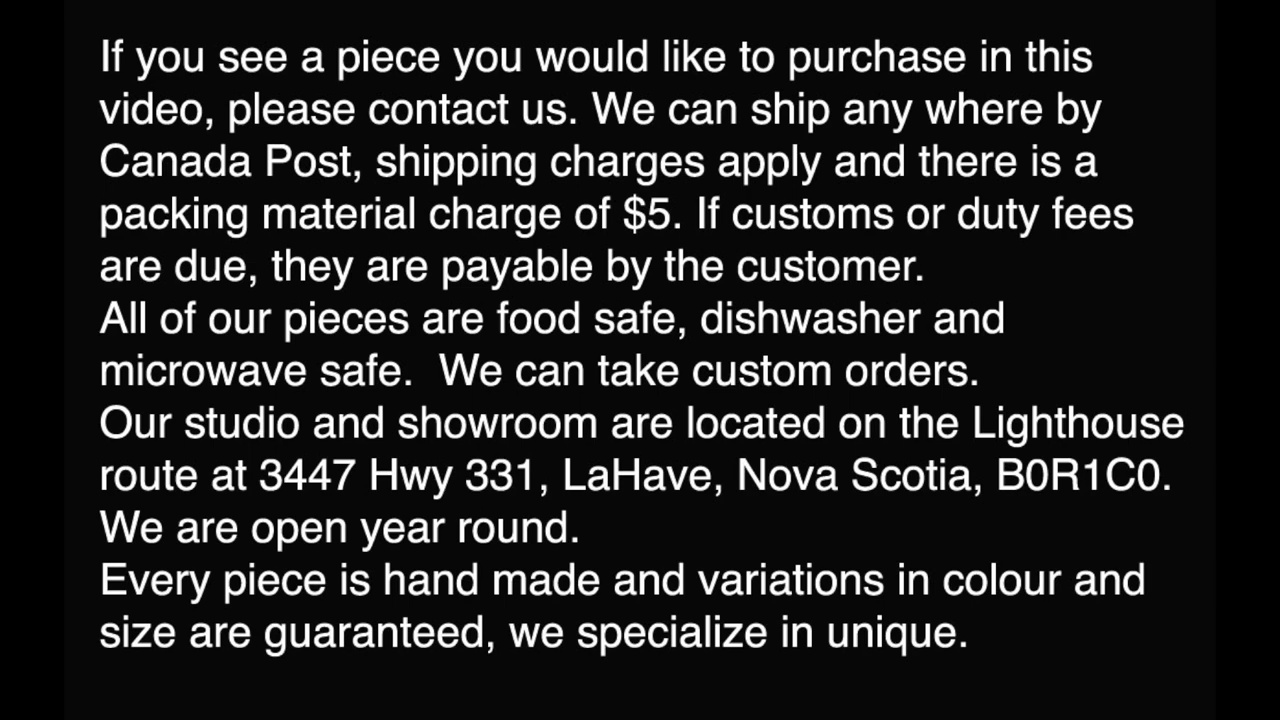 If you see a piece you would like to purchase in this
video, please contact us. We can ship any where by
Canada Post, shipping charges apply and there is a
packing material charge of $5. If customs or duty fees
are due, they are payable by the customer.
All of our pieces are food safe, dishwasher and
microwave safe.  We can take custom orders.
Our studio and showroom are located on the Lighthouse
route at 3447 Hwy 331, LaHave, Nova Scotia, B0R1C0.
We are open year round.
Every piece is hand made and variations in colour and
size are guaranteed, we specialize in unique.